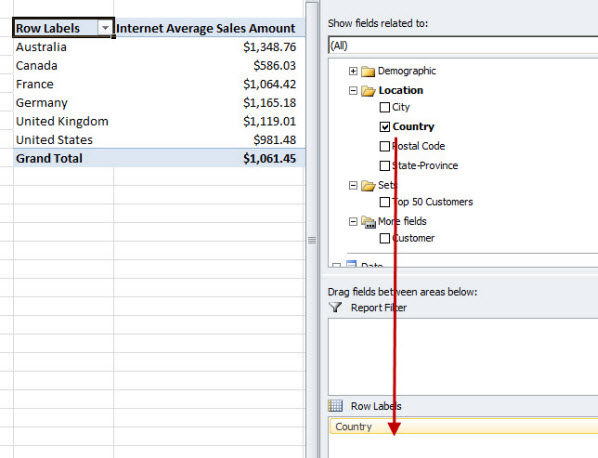 Row Labels Internet Average Sales Amount
Australia $1,348.76
Canada $586.03
France $1,064.42
Germany $1,165.18
United Kingdom $1,119.01
United States $981.48
Grand Total $1,061.45
Show fields related to:
(All)
Demographic
Location
City
Country
Postal Code
State-Province
Sets
Top 50 Customers
More fields
Customer
Date
Drag fields between areas below:
Report Filter
Row Labels
Country